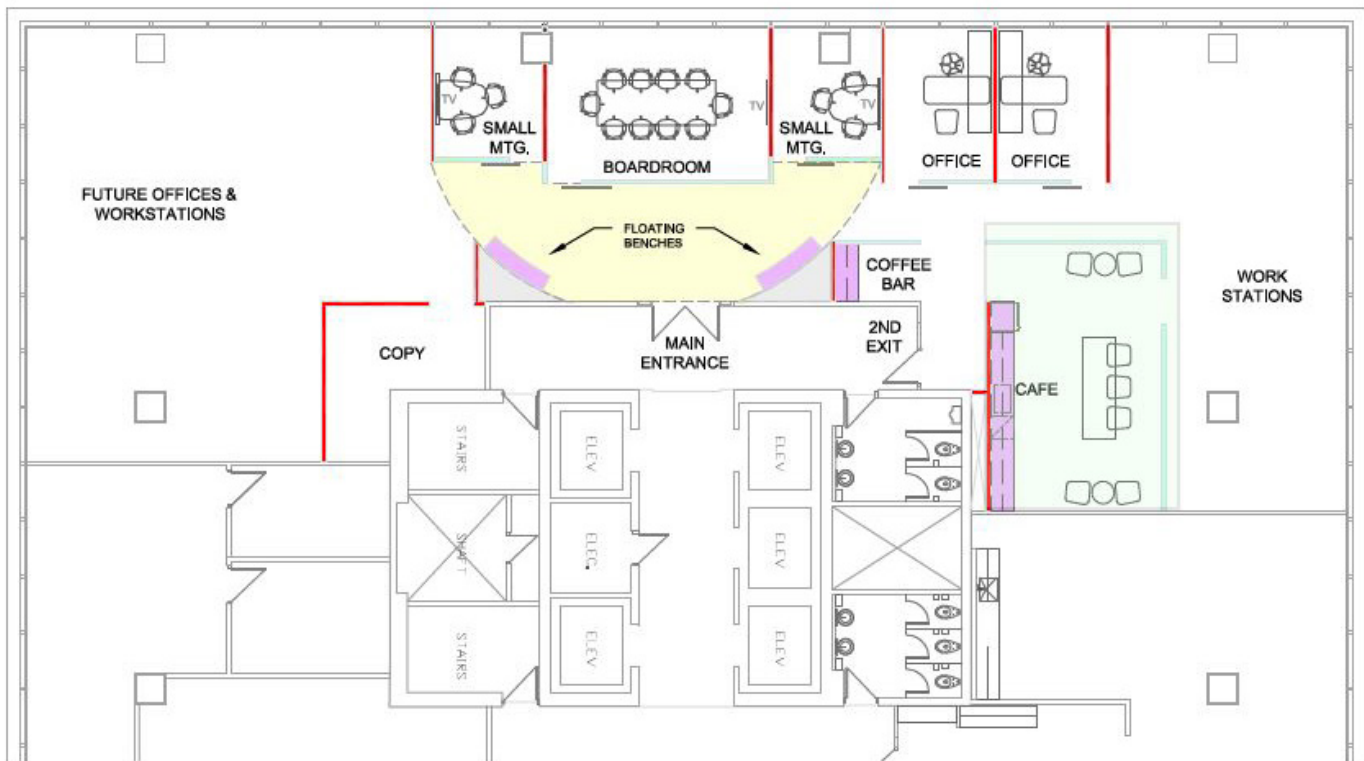 TV
SMALL
MTG.
BOARDROOM
TV
SMALL
MTG.
TV
OFFICE
OFFICE
FUTURE OFFICES &
WORKSTATIONS
FLOATING
BENCHES
COFFEE
BAR
WORK
STATIONS
COPY
MAIN
ENTRANCE
2ND
EXIT
CAFE
STAIRS
ELEV
ELEV
SHAFT
ELEC.
ELEV
STAIRS
ELEV
ELEV